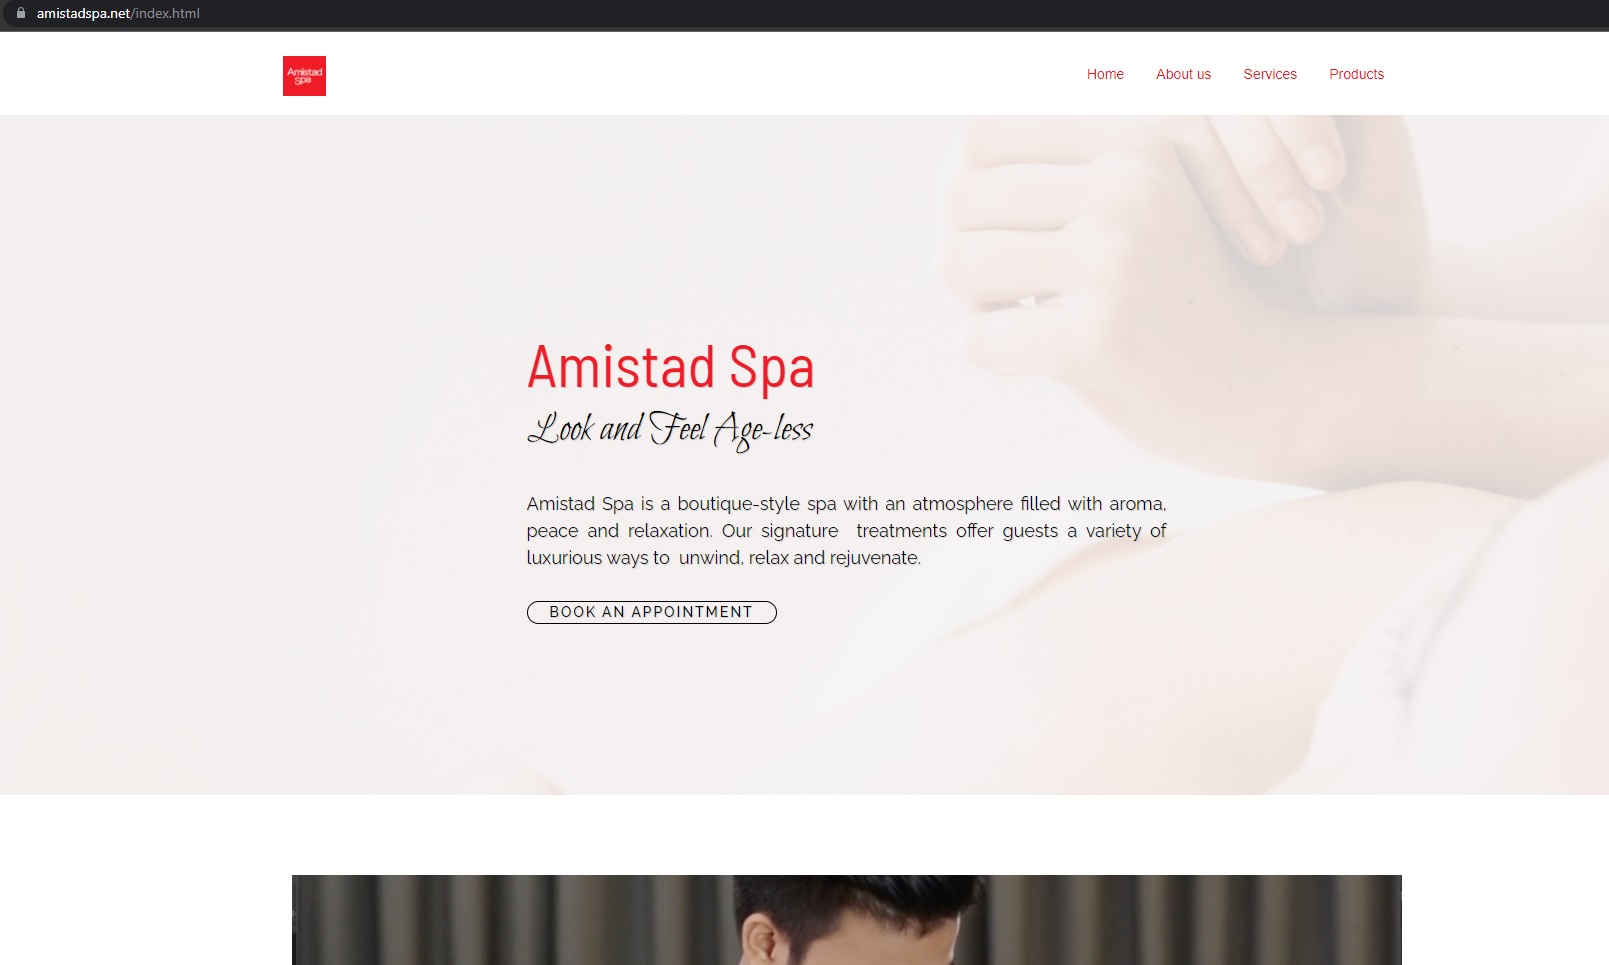 amistadspa.net/index.html
Amistad
Spa
Home About us Services Products
Amistad Spa
Look and Feel Age-less
Amistad Spa is a boutique-style spa with an atmosphere filled with aroma,
peace and relaxation. Our signature treatments offer guests a variety of
luxurious ways to unwind, relax and rejuvenate.
BOOK AN APPOINTMENT